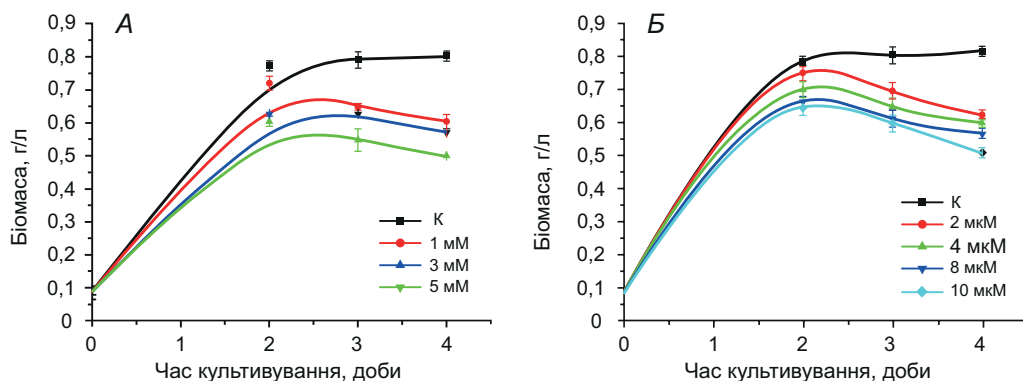 А
Біомаса, г/л
0,9
0,8
0,7
0,6
0,5
0,4
0,3
0,2
0,1
0
0 1 2 3 4
Час культивування, доби
К
1 мМ
3 мМ
5 мМ
Б
Біомаса, г/л
0,9
0,8
0,7
0,6
0,5
0,4
0,3
0,2
0,1
0
0 1 2 3 4
Час культивування, доби
К
2 мкМ
4 мкМ
8 мкМ
10 мкМ